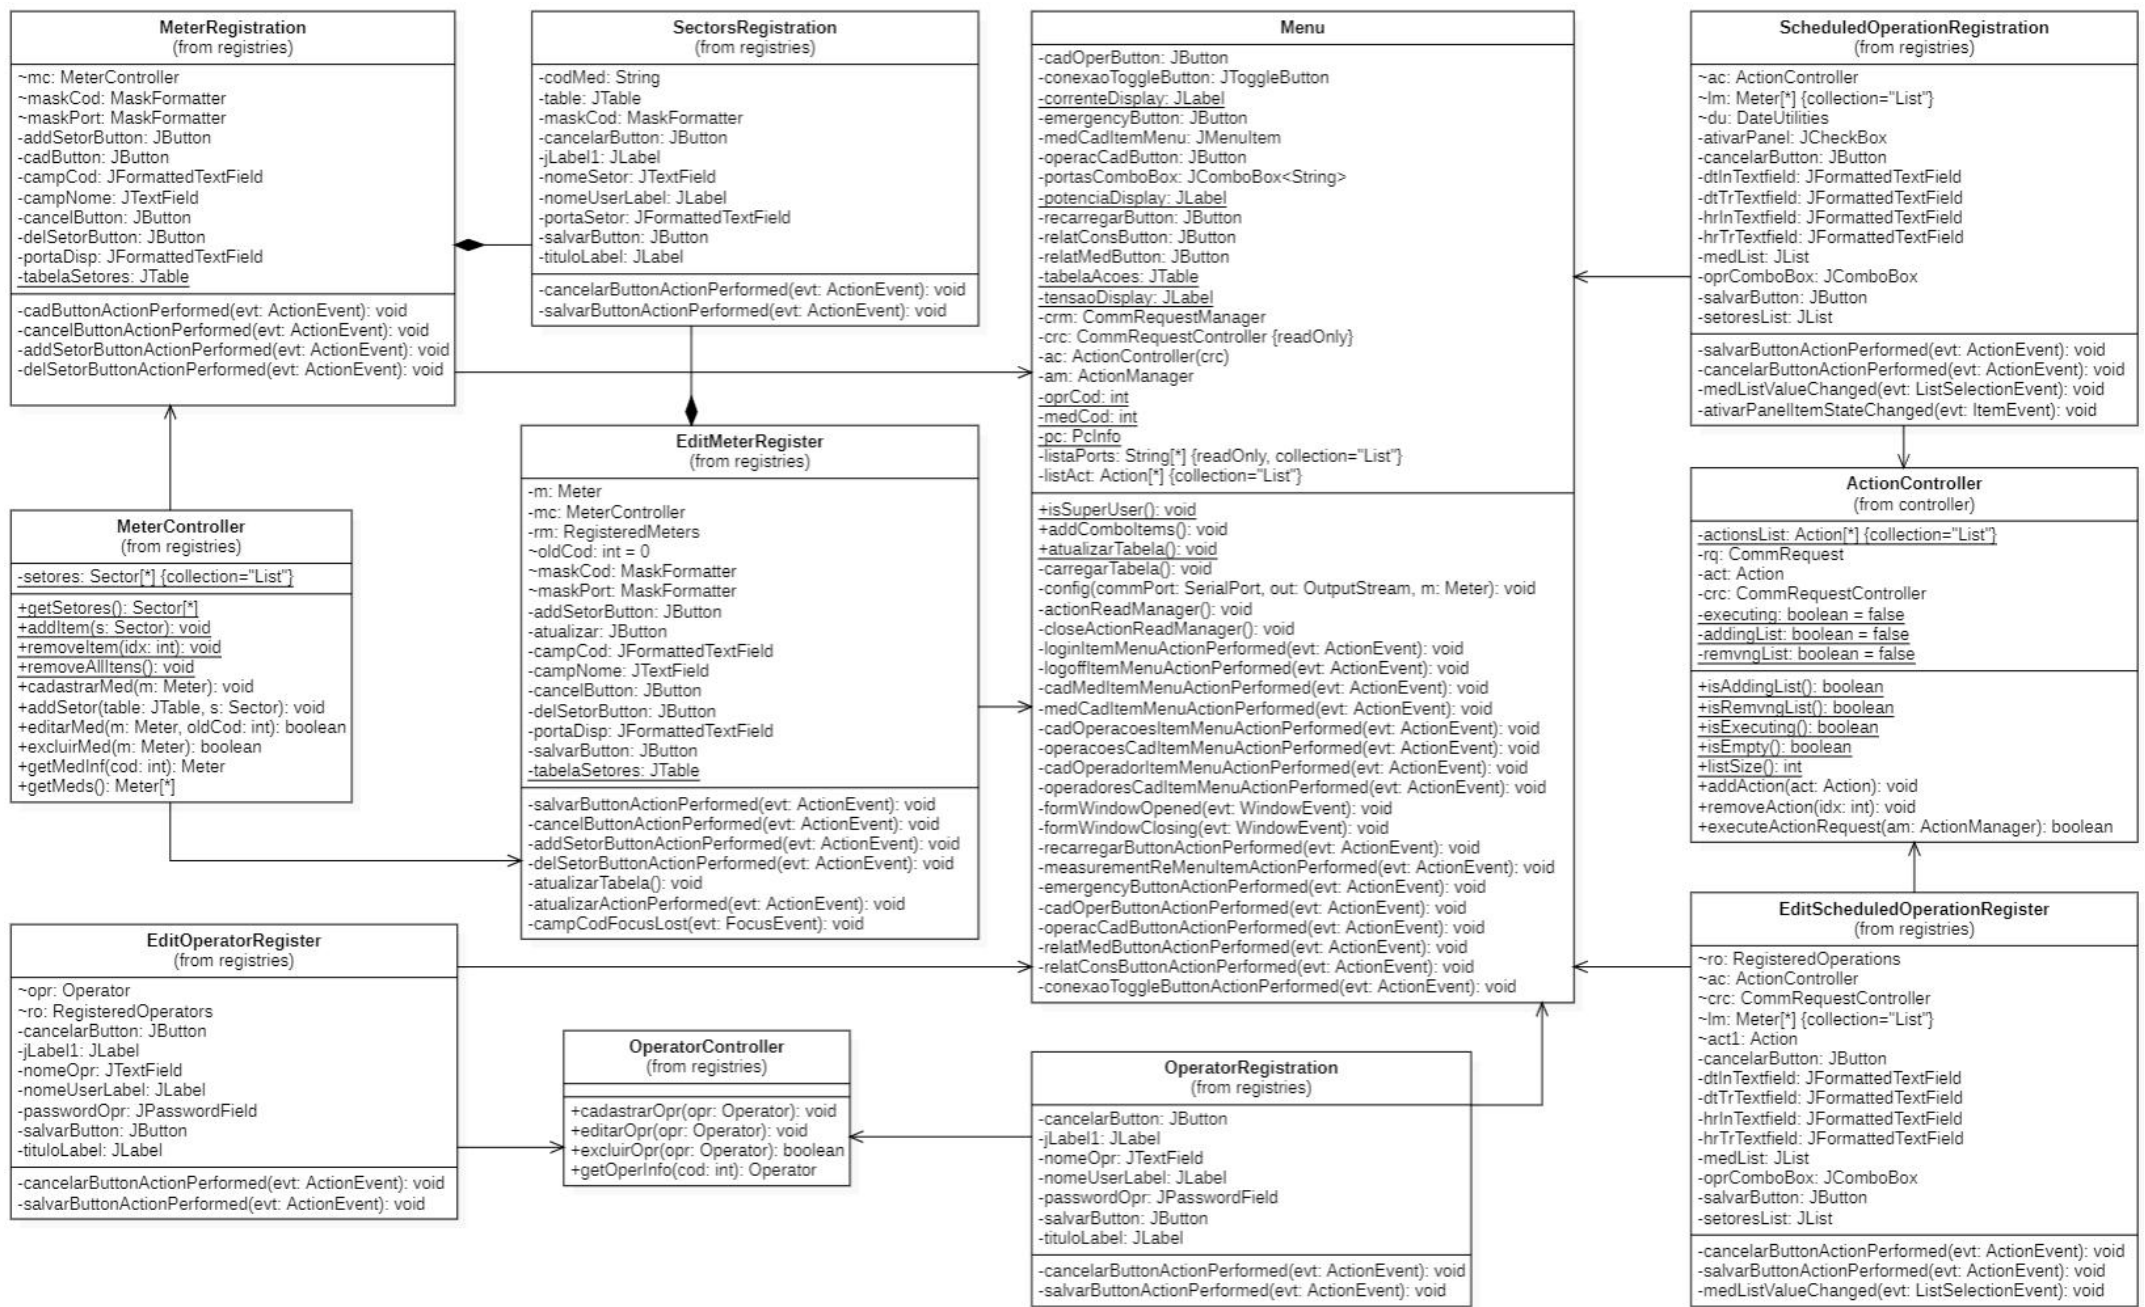 MeterRegistration
(from registries)
~mc: MeterController
~maskCod: MaskFormatter
~maskPort: MaskFormatter
-addSetorButton: JButton
-cadButton: JButton
-campCod: JFormattedTextField
-campNome: JTextField
-cancelButton: JButton
-delSetorButton: JButton
-portaDisp: JFormattedTextField
-tabelaSetores: JTable
-cadButtonActionPerformed(evt: ActionEvent): void
-cancelButtonActionPerformed(evt: ActionEvent): void
-addSetorButtonActionPerformed(evt: ActionEvent): void
-delSetorButtonActionPerformed(evt: ActionEvent): void
SectorsRegistration
(from registries)
-codMed: String
-table: JTable
-maskCod: MaskFormatter
-cancelarButton: JButton
-jLabel1: JLabel
-nomeSetor: JTextField
-nomeUserLabel: JLabel
-portaSetor: JFormattedTextField
-salvarButton: JButton
-tituloLabel: JLabel
-cancelarButtonActionPerformed(evt: ActionEvent): void
-salvarButtonActionPerformed(evt: ActionEvent): void
Menu
-cadOperButton: JButton
-conexaoToggleButton: JToggleButton
-correnteDisplay: JLabel
-emergencyButton: JButton
-medCadItemMenu: JMenuItem
-operacCadButton: JButton
-portasComboBox: JComboBox<String>
-potenciaDisplay: JLabel
-recarregarButton: JButton
-relatConsButton: JButton
-relatMedButton: JButton
-tabelaAcoes: JTable
-tensaoDisplay: JLabel
-crm: CommRequestManager
-crc: CommRequestController {readOnly}
-ac: ActionController(crc)
-am: ActionManager
-oprCod: int
-medCod: int
-pc: PcInfo
-listaPorts: String[*] {readOnly, collection="List"}
-listAct: Action[*] {collection="List"}
+isSuperUser(): void
+addComboItems(): void
+atualizarTabela(): void
-carregarTabela(): void
-config(commPort: SerialPort, out: OutputStream, m: Meter): void
-actionReadManager(): void
-closeActionReadManager(): void
-loginItemMenuActionPerformed(evt: ActionEvent): void
-logoffItemMenuActionPerformed(evt: ActionEvent): void
-cadMedItemMenuActionPerformed(evt: ActionEvent): void
-medCadItemMenuActionPerformed(evt: ActionEvent): void
-cadOperacoesItemMenuActionPerformed(evt: ActionEvent): void
-operacoesCadItemMenuActionPerformed(evt: ActionEvent): void
-cadOperadorItemMenuActionPerformed(evt: ActionEvent): void
-operadoresCadItemMenuActionPerformed(evt: ActionEvent): void
-formWindowOpened(evt: WindowEvent): void
-formWindowClosing(evt: WindowEvent): void
-recarregarButtonActionPerformed(evt: ActionEvent): void
-measurementReMenuItemActionPerformed(evt: ActionEvent): void
-emergencyButtonActionPerformed(evt: ActionEvent): void
-cadOperButtonActionPerformed(evt: ActionEvent): void
-operacCadButtonActionPerformed(evt: ActionEvent): void
-relatMedButtonActionPerformed(evt: ActionEvent): void
-relatConsButtonActionPerformed(evt: ActionEvent): void
-conexaoToggleButtonActionPerformed(evt: ActionEvent): void
ScheduledOperationRegistration
(from registries)
~ac: ActionController
~lm: Meter[*] {collection="List"}
~du: DateUtilities
-ativarPanel: JCheckBox
-cancelarButton: JButton
-dtInTextfield: JFormattedTextField
-dtTrTextfield: JFormattedTextField
-hrInTextfield: JFormattedTextField
-hrTrTextfield: JFormattedTextField
-medList: JList
-oprComboBox: JComboBox
-salvarButton: JButton
-setoresList: JList
-salvarButtonActionPerformed(evt: ActionEvent): void
-cancelarButtonActionPerformed(evt: ActionEvent): void
-medListValueChanged(evt: ListSelectionEvent): void
-ativarPanelItemStateChanged(evt: ItemEvent): void
MeterController
(from registries)
-setores: Sector[*] {collection="List"}
+getSetores(): Sector[*]
+addItem(s: Sector): void
+removeItem(idx: int): void
+removeAllItens(): void
+cadastrarMed(m: Meter): void
+addSetor(table: JTable, s: Sector): void
+editarMed(m: Meter, oldCod: int): boolean
+excluirMed(m: Meter): boolean
+getMedInf(cod: int): Meter
+getMeds(): Meter[*]
EditMeterRegister
(from registries)
-m: Meter
-mc: MeterController
-rm: RegisteredMeters
~oldCod: int = 0
~maskCod: MaskFormatter
~maskPort: MaskFormatter
-addSetorButton: JButton
-atualizar: JButton
-campCod: JFormattedTextField
-campNome: JTextField
-cancelButton: JButton
-delSetorButton: JButton
-portaDisp: JFormattedTextField
-salvarButton: JButton
-tabelaSetores: JTable
-salvarButtonActionPerformed(evt: ActionEvent): void
-cancelButtonActionPerformed(evt: ActionEvent): void
-addSetorButtonActionPerformed(evt: ActionEvent): void
-delSetorButtonActionPerformed(evt: ActionEvent): void
-atualizarTabela(): void
-atualizarActionPerformed(evt: ActionEvent): void
-campCodFocusLost(evt: FocusEvent): void
ActionController
(from controller)
-actionsList: Action[*] {collection="List"}
-rq: CommRequest
-act: Action
-crc: CommRequestController
-executing: boolean = false
-addingList: boolean = false
-remvngList: boolean = false
+isAddingList(): boolean
+isRemvngList(): boolean
+isExecuting(): boolean
+isEmpty(): boolean
+listSize(): int
+addAction(act: Action): void
+removeAction(idx: int): void
+executeActionRequest(am: ActionManager): boolean
EditOperatorRegister
(from registries)
~opr: Operator
~ro: RegisteredOperators
-cancelarButton: JButton
-jLabel1: JLabel
-nomeOpr: JTextField
-nomeUserLabel: JLabel
-passwordOpr: JPasswordField
-salvarButton: JButton
-tituloLabel: JLabel
-cancelarButtonActionPerformed(evt: ActionEvent): void
-salvarButtonActionPerformed(evt: ActionEvent): void
OperatorController
(from registries)
+cadastrarOpr(opr: Operator): void
+editarOpr(opr: Operator): void
+excluirOpr(opr: Operator): boolean
+getOperInfo(cod: int): Operator
OperatorRegistration
(from registries)
-cancelarButton: JButton
-jLabel1: JLabel
-nomeOpr: JTextField
-nomeUserLabel: JLabel
-passwordOpr: JPasswordField
-salvarButton: JButton
-tituloLabel: JLabel
-cancelarButtonActionPerformed(evt: ActionEvent): void
-salvarButtonActionPerformed(evt: ActionEvent): void
EditScheduledOperationRegister
(from registries)
~ro: RegisteredOperations
~ac: ActionController
~crc: CommRequestController
~lm: Meter[*] {collection="List"}
~act1: Action
-cancelarButton: JButton
-dtInTextfield: JFormattedTextField
-dtTrTextfield: JFormattedTextField
-hrInTextfield: JFormattedTextField
-hrTrTextfield: JFormattedTextField
-medList: JList
-oprComboBox: JComboBox
-salvarButton: JButton
-setoresList: JList
-cancelarButtonActionPerformed(evt: ActionEvent): void
-salvarButtonActionPerformed(evt: ActionEvent): void
-medListValueChanged(evt: ListSelectionEvent): void